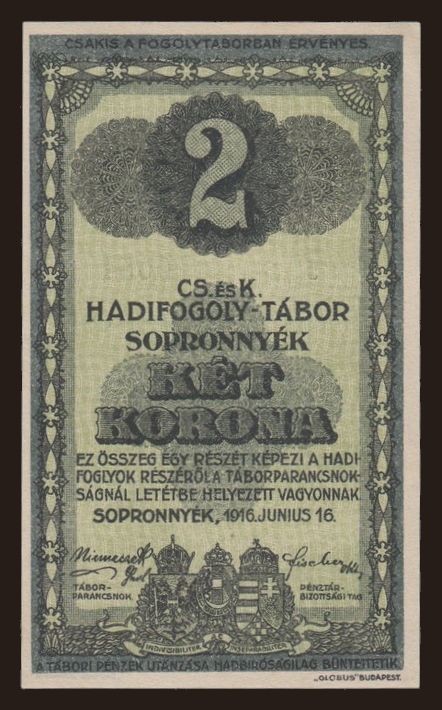 CSAKIS A FOGOLYTÁBORBAN ÉRVÉNYES.
2
CS. ÉS K.
HADIFOGOLY-TÁBOR
SOPRONNYÉK
KÉT
KORONA
EZ ÖSSZEG EGY RÉSZÉT KÉPEZI A HADI-
FOGLYOK RÉSZÉRŐL A TÁBORPARANCSNOK-
SÁGNÁL LETÉTBE HELYEZETT VAGYONNAK.
SOPRONNYÉK, 1916. JUNIUS 16.
TÁBOR-
PARANCSNOK.
Fischer
PÉNZTÁR-
BIZOTTSÁGI TAG
INDIVISIBILITER AC INSEPARABILITER
A TÁBORI PÉNZEK UTÁNZÁSA HADBIRÓSÁGILAG BÜNTETTETIK.
„GLOBUS" BUDAPEST.